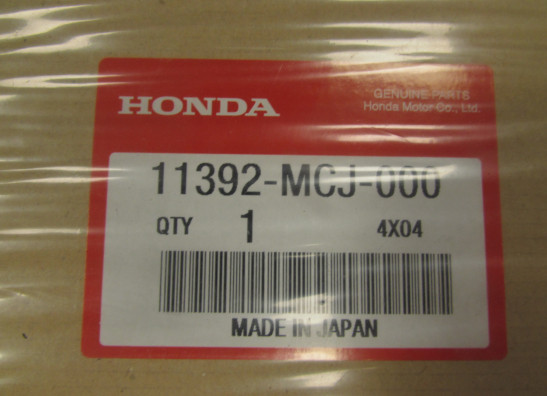 HONDA
GENUINE PARTS
Honda Motor Co., Ltd.
11392-MCJ-000
QTY 1 4X04
MADE IN JAPAN